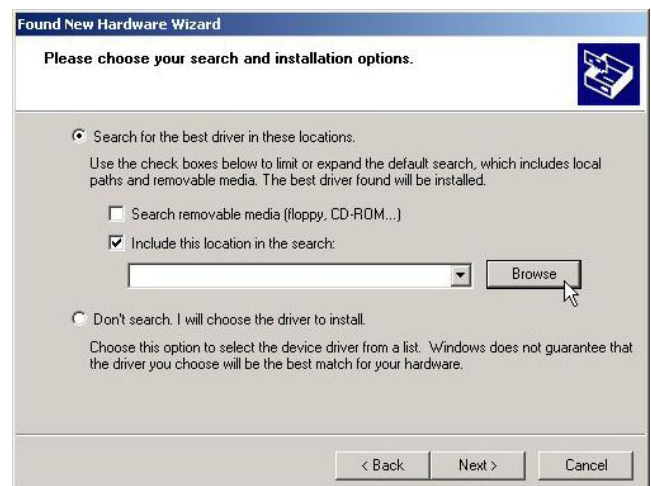 Found New Hardware Wizard
Please choose your search and installation options.
Search for the best driver in these locations.
Use the check boxes below to limit or expand the default search, which includes local
paths and removable media. The best driver found will be installed.
Search removable media (floppy, CD-ROM...)
Include this location in the search:
Browse
Don't search. I will choose the driver to install.
Choose this option to select the device driver from a list. Windows does not guarantee that
the driver you choose will be the best match for your hardware.
< Back Next > Cancel